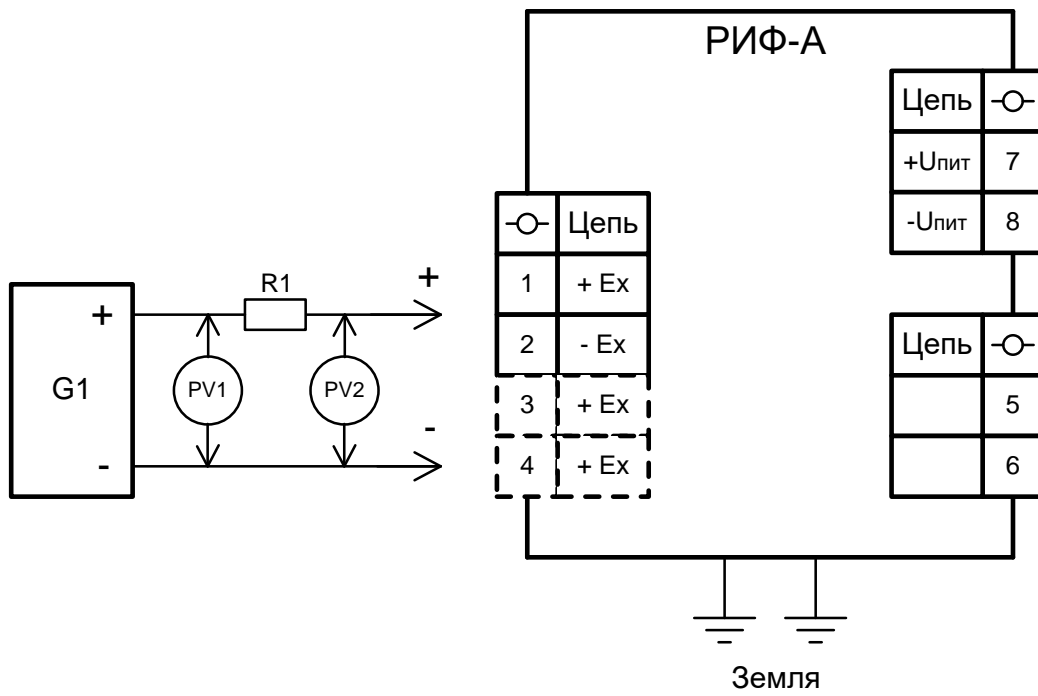 РИФ-А
Цепь
+Uпит 7
-Uпит 8
Цепь
1 + Ex
2 - Ex
3 + Ex
4 + Ex
Цепь
5
6
G1
+
-
PV1
R1
PV2
+
-
Земля